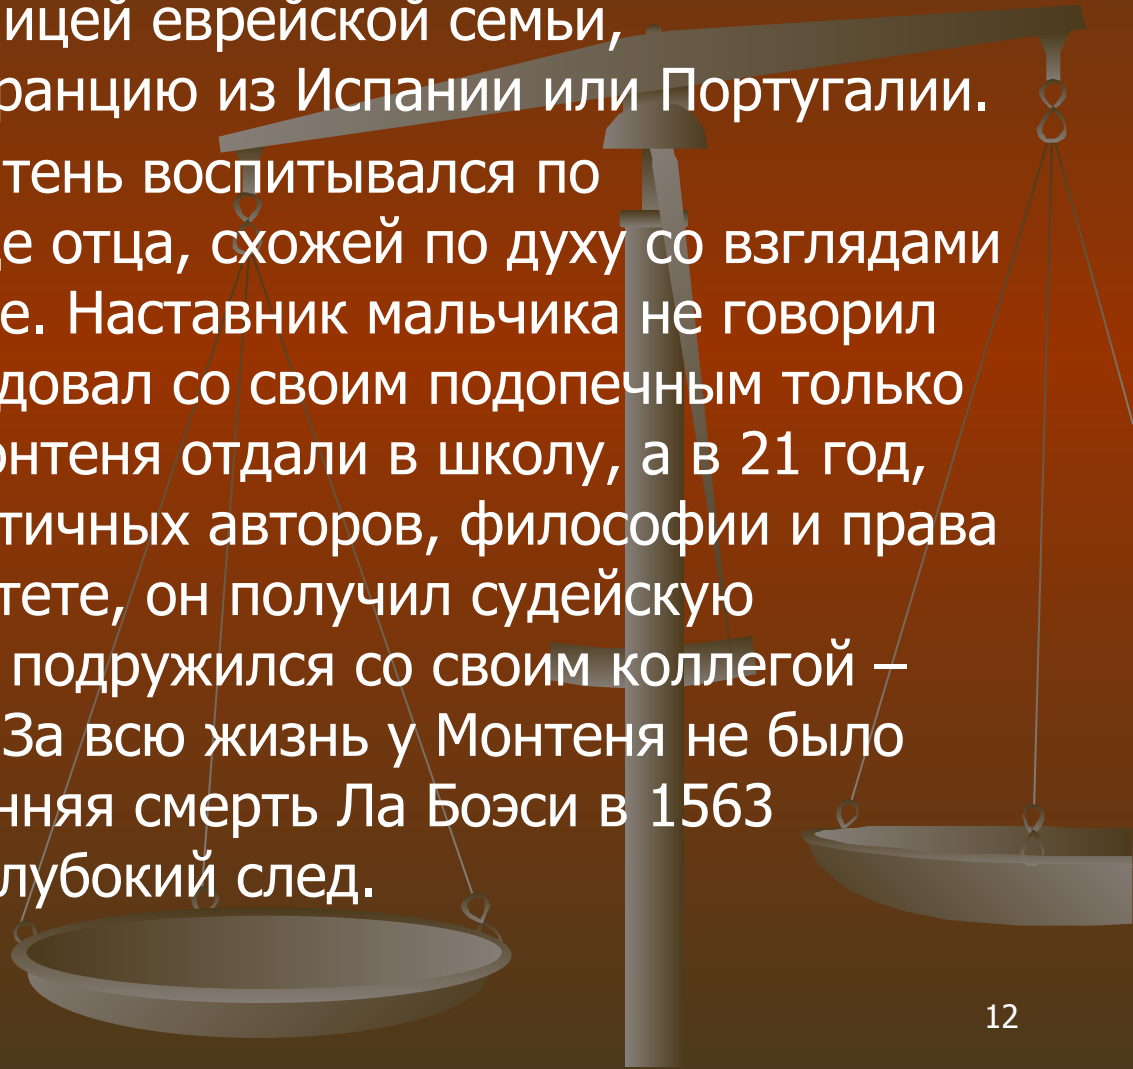 ицей еврейской семьи,
ранцию из Испании или Португалии.
тень воспитывался по
е отца, схожей по духу со взглядами
е. Наставник мальчика не говорил
довал со своим подопечным только
онтеня отдали в школу, а в 21 год,
тичных авторов, философии и права
тете, он получил судейскую
подружился со своим коллегой –
За всю жизнь у Монтеня не было
нняя смерть Ла Боэси в 1563
лубокий след.
12